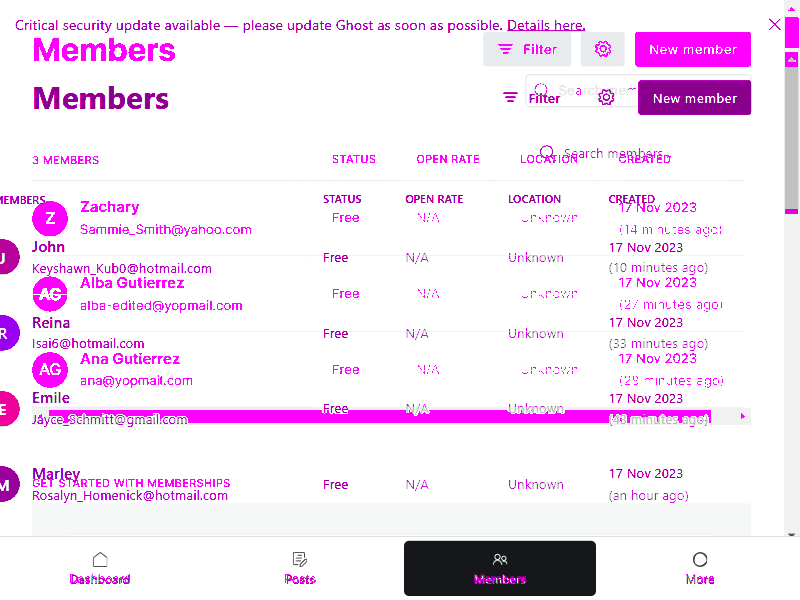 Critical security update available — please update Ghost as soon as possible. Details here.
Members
Filter
New member
Members
Filter
Search mem
New member
Search members...
3 MEMBERS STATUS OPEN RATE LOCATION CREATED
MEMBERS STATUS OPEN RATE LOCATION CREATED
Z Zachary Free N/A Unknown 17 Nov 2023
Sammie_Smith@yahoo.com (14 minutes ago)
J John Free N/A Unknown 17 Nov 2023
Keyshawn_Kub0@hotmail.com (10 minutes ago)
AG Alba Gutierrez Free N/A Unknown 17 Nov 2023
alba-edited@yopmail.com (27 minutes ago)
R Reina Free N/A Unknown 17 Nov 2023
Isai6@hotmail.com (33 minutes ago)
AG Ana Gutierrez Free N/A Unknown 17 Nov 2023
ana@yopmail.com (29 minutes ago)
E Emile Free N/A Unknown 17 Nov 2023
Jayce_Schmitt@gmail.com (43 minutes ago)
M Marley Free N/A Unknown 17 Nov 2023
GET STARTED WITH MEMBERSHIPS
Rosalyn_Homenick@hotmail.com (an hour ago)
Dashboard Posts Members More